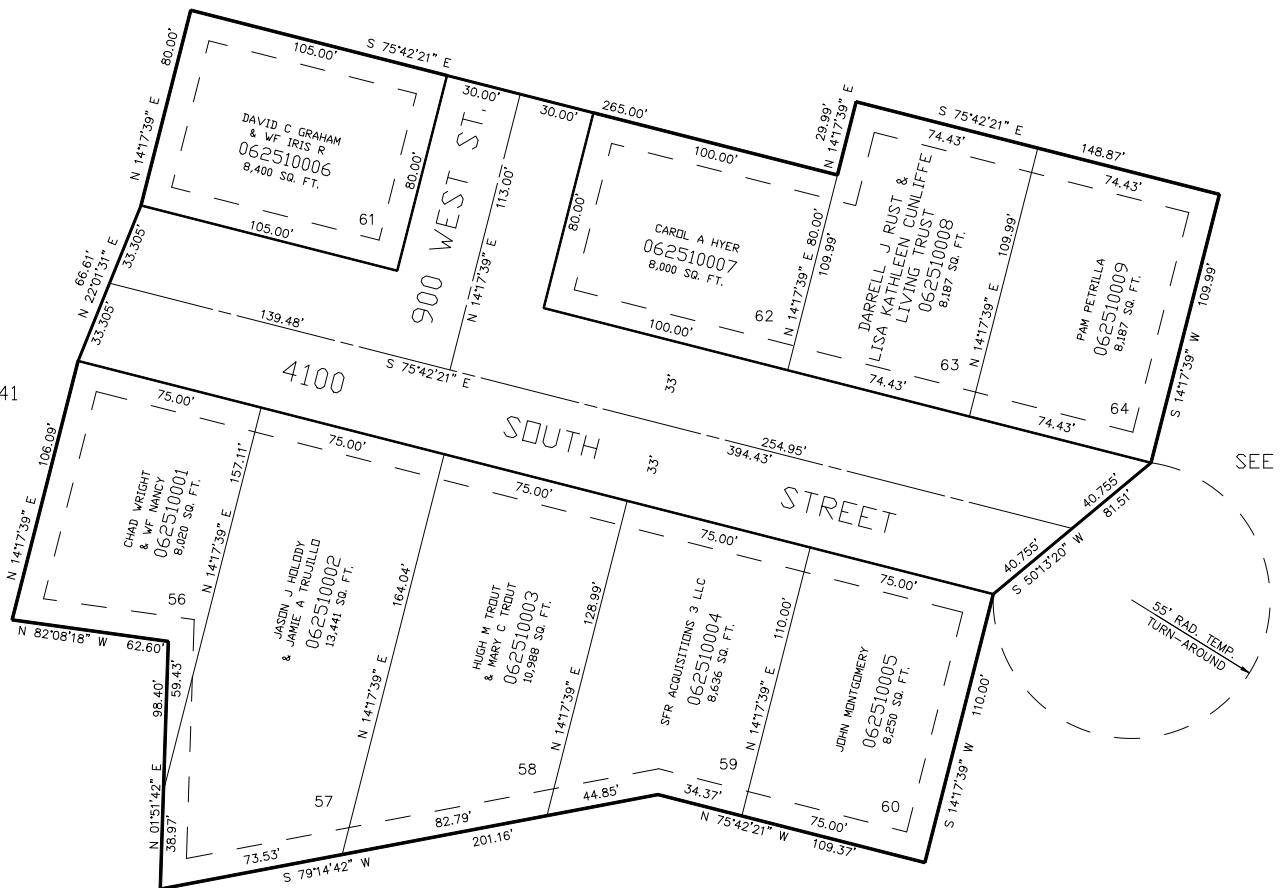 80.00'
105.00'
S 75°42'21" E
N 14°17'39" E
DAVID C GRAHAM
& WF IRIS R
062510006
8,400 SQ. FT.
61
80.00'
105.00'
30.00'
30.00'
265.00'
900 WEST ST.
113.00'
N 14°17'39" E
80.00'
100.00'
CAROL A HYER
062510007
8,000 SQ. FT.
62
100.00'
29.99'
N 14°17'39" E
N 14°17'39" E 80.00'
109.99'
S 75°42'21" E
74.43'
148.87'
74.43'
DARRELL J RUST &
LISA KATHLEEN CUNLIFFE
LIVING TRUST
062510008
8,187 SQ. FT.
63
74.43'
109.99'
N 14°17'39" E
PAM PETRILLA
062510009
8,187 SQ. FT.
64
74.43'
109.99'
S 14°17'39" W
66.61'
N 22°01'31" E
33.305'
33.305'
139.48'
S 75°42'21" E
33'
33'
254.95'
394.43'
4100 SOUTH STREET
41
SEE
40.755'
81.51'
40.755'
S 50°13'20" W
55' RAD. TEMP.
TURN-AROUND
106.09'
N 14°17'39" E
75.00'
CHAD WRIGHT
& WF NANCY
062510001
8,020 SQ. FT.
56
N 82°08'18" W
62.60'
59.43'
98.40'
N 01°51'42" E
38.97'
157.11'
N 14°17'39" E
75.00'
JASON J HOLODY
& JAMIE A TRUJILLO
062510002
13,441 SQ. FT.
57
73.53'
S 79°14'42" W
201.16'
164.04'
N 14°17'39" E
75.00'
HUGH M TROUT
& MARY C TROUT
062510003
10,988 SQ. FT.
58
82.79'
128.99'
N 14°17'39" E
75.00'
SFR ACQUISITIONS 3 LLC
062510004
8,636 SQ. FT.
59
44.85'
34.37'
N 75°42'21" W
109.37'
110.00'
N 14°17'39" E
75.00'
JOHN MONTGOMERY
062510005
8,250 SQ. FT.
60
75.00'
110.00'
S 14°17'39" W